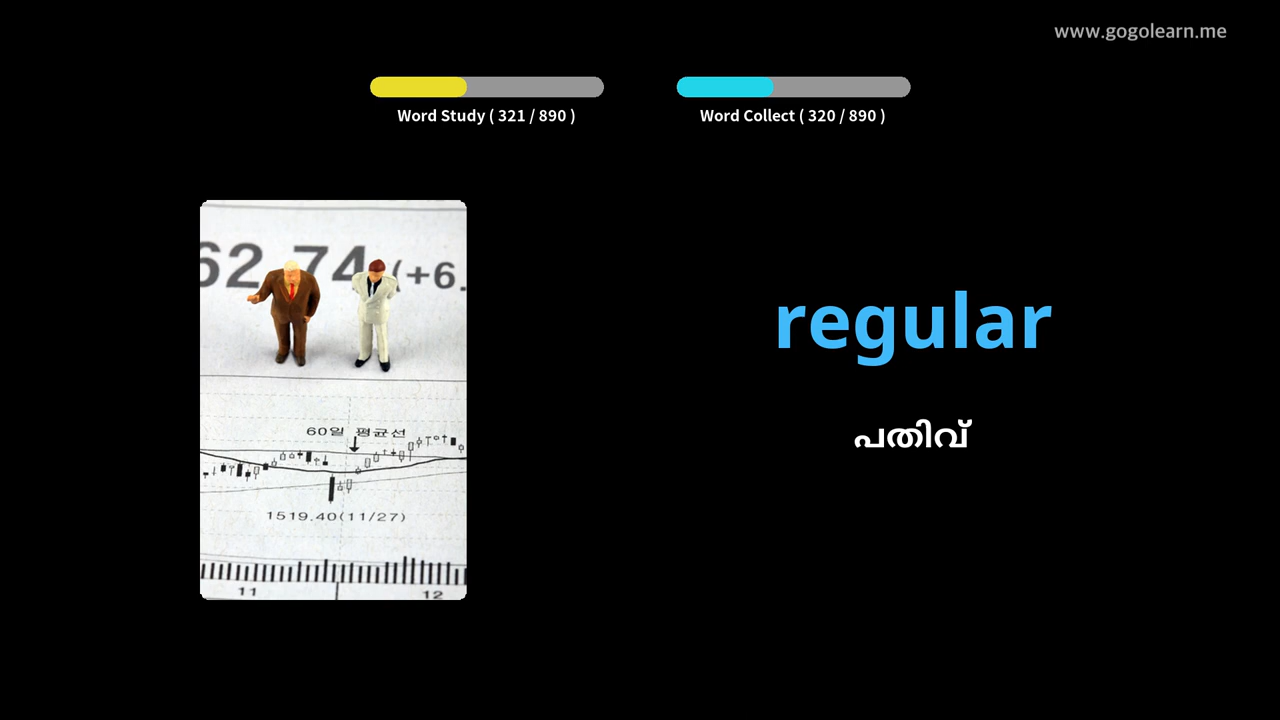 www.gogolearn.me
Word Study ( 321 / 890 )
Word Collect ( 320 / 890 )
62.74 (+6.
regular
പതിവ്
60일 평균선
1519.40(11/27)
11
12